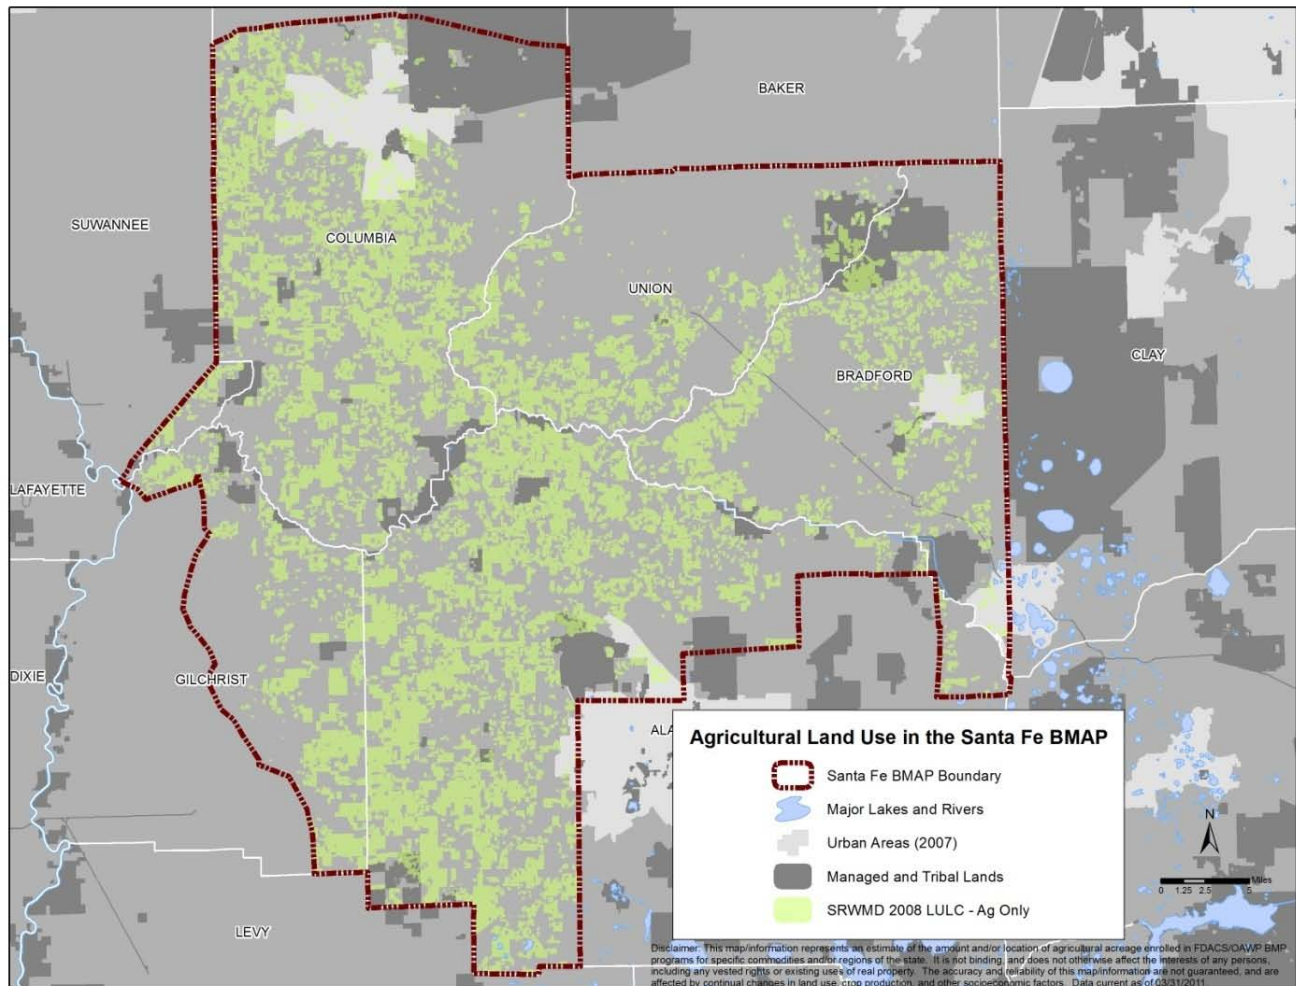 BAKER
SUWANNEE
COLUMBIA
UNION
CLAY
BRADFORD
LAFAYETTE
DIXIE
GILCHRIST
LEVY
Agricultural Land Use in the Santa Fe BMAP
Santa Fe BMAP Boundary
Major Lakes and Rivers
Urban Areas (2007)
Managed and Tribal Lands
SRWMD 2008 LULC - Ag Only
N
Miles
0 1.25 2.5 5
Disclaimer: This map/information represents an estimate of the amount and/or location of agricultural acreage enrolled in FDACS/OAWP BMP
programs for specific commodities and/or regions of the state. It is not binding, and does not otherwise affect the interests of any persons,
including any vested rights or existing uses of real property. The accuracy and reliability of this map/information are not guaranteed, and are
affected by continual changes in land use, crop production, and other socioeconomic factors. Data current as of 03/31/2011.